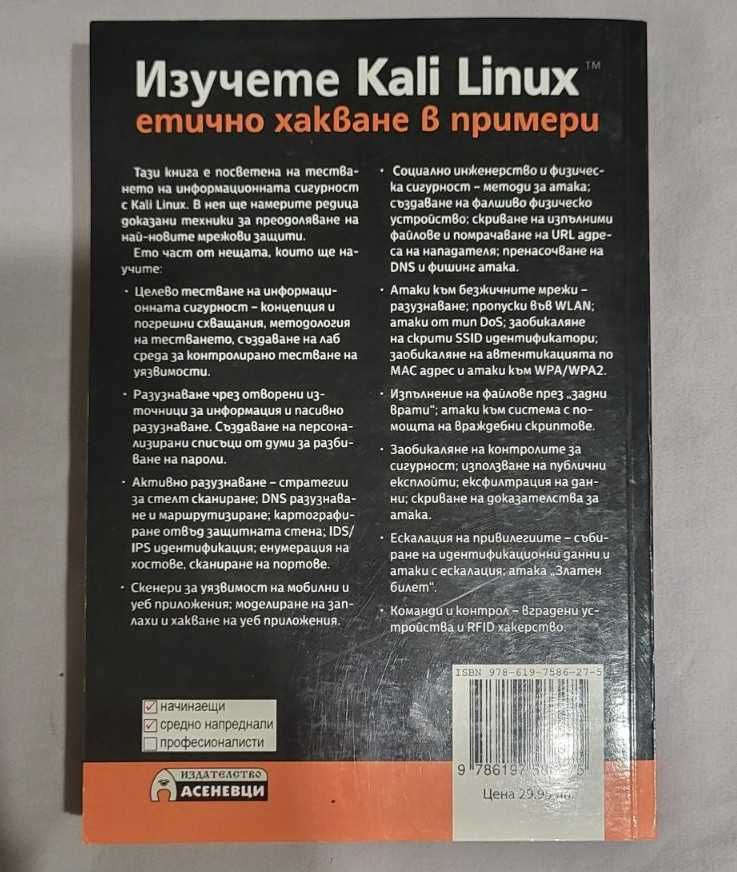 Изучете Kali Linux™
етично хакване в примери
Тази книга е посветена на тества-
нето на информационната сигурност
с Kali Linux. В нея ще намерите редица
доказани техники за преодоляване на
най-новите мрежови защити.
Ето част от нещата, които ще на-
учите:
· Целево тестване на информаци-
онната сигурност – концепция и
погрешни схващания, методология
на тестването, създаване на лаб
среда за контролирано тестване на
уязвимости.
· Разузнаване чрез отворени из-
точници за информация и пасивно
разузнаване. Създаване на персона-
лизирани списъци от думи за разби-
ване на пароли.
· Активно разузнаване – стратегии
за стелт сканиране; DNS разузнава-
не и маршрутизиране; картографи-
ране отвъд защитната стена; IDS/
IPS идентификация; енумерация на
хостове, сканиране на портове.
· Скенери за уязвимост на мобилни и
уеб приложения; моделиране на зап-
лахи и хакване на уеб приложения.
· Социално инженерство и физичес-
ка сигурност – методи за атака;
създаване на фалшиво физическо
устройство; скриване на изпълними
файлове и помрачаване на URL адре-
са на нападателя; пренасочване на
DNS и фишинг атака.
· Атаки към безжичните мрежи –
разузнаване; пропуски във WLAN;
атаки от тип DoS; заобикаляне
на скрити SSID идентификатори;
заобикаляне на автентикацията по
MAC адрес и атаки към WPA/WPA2.
· Изпълнение на файлове през „задни
врати“; атаки към система с по-
мощта на враждебни скриптове.
· Заобикаляне на контролите за
сигурност; използване на публични
експлойти; ексфилтрация на дан-
ни; скриване на доказателства за
атака.
· Ескалация на привилегиите – съби-
ране на идентификационни данни и
атаки с ескалация; атака „Златен
билет“.
· Команди и контрол – вградени ус-
тройства и RFID хакерство.
начинаещи
средно напреднали
професионалисти
ИЗДАТЕЛСТВО
АСЕНЕВЦИ
ISBN 978-619-7586-27-5
Цена 29.95 лв.